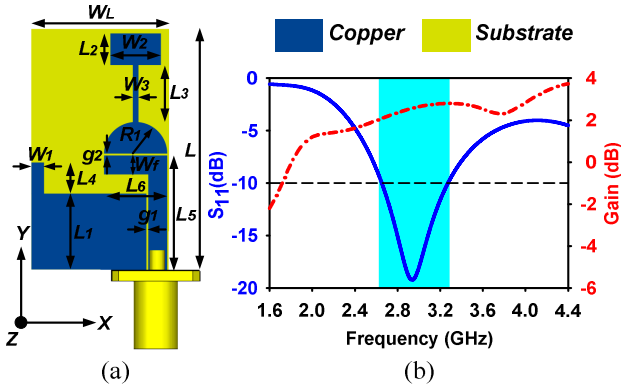 Copper Substrate
WL
L2 W2
W3 L3
R1 L
g2 Wf
W1
L4 L6
L5
L1 g1
Y
X
Z
(a)
0 4
-5 2
-10 0
-15 -2
-4
-20 -6
S11(dB)
Gain (dB)
1.6 2.0 2.4 2.8 3.2 3.6 4.0 4.4
Frequency (GHz)
(b)